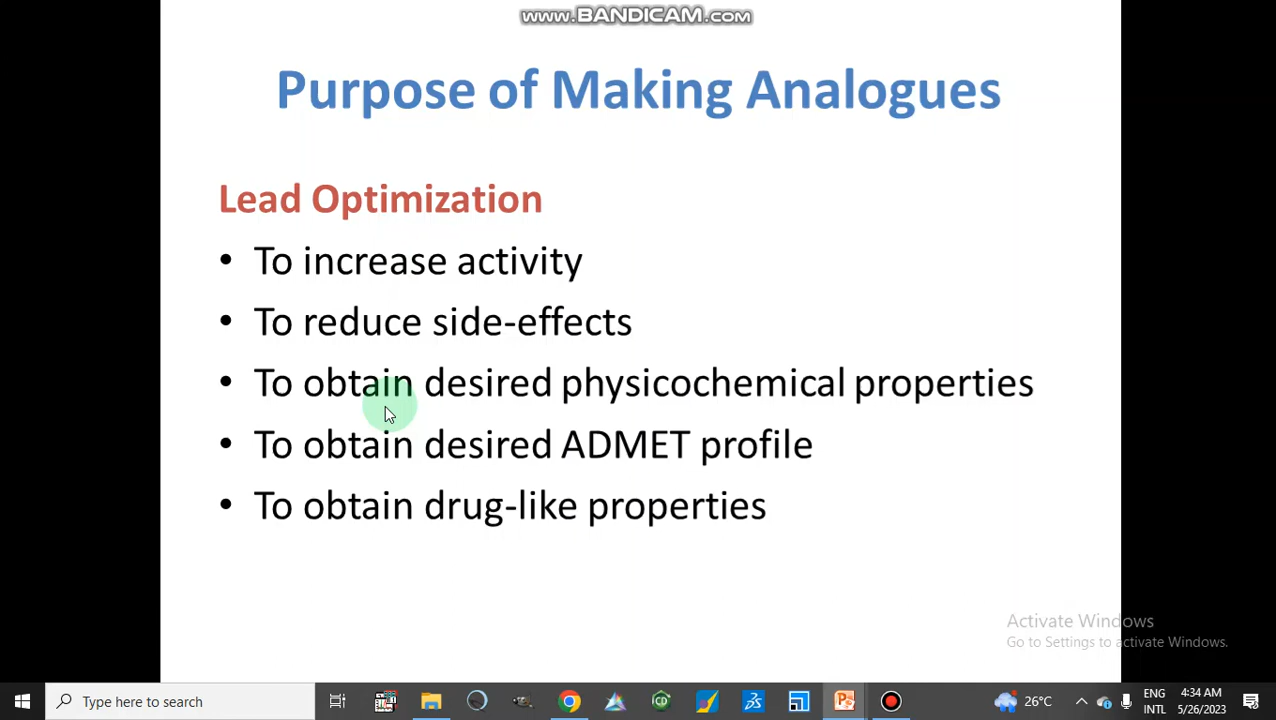 www.BANDICAM.com
Purpose of Making Analogues
Lead Optimization
• To increase activity
• To reduce side-effects
• To obtain desired physicochemical properties
• To obtain desired ADMET profile
• To obtain drug-like properties
Activate Windows
Go to Settings to activate Windows.
Type here to search
26°C
ENG
INTL
4:34 AM
5/26/2023